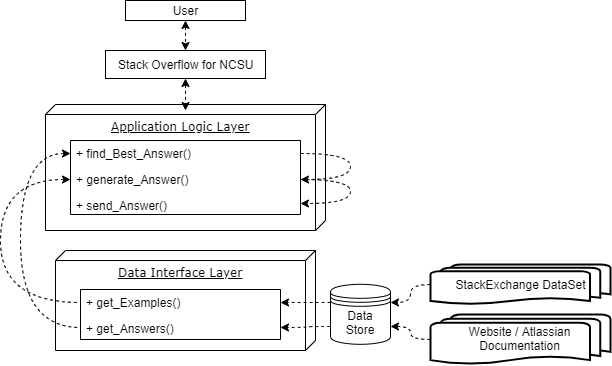 User
Stack Overflow for NCSU
Application Logic Layer
+ find_Best_Answer()
+ generate_Answer()
+ send_Answer()
Data Interface Layer
+ get_Examples()
+ get_Answers()
Data
Store
StackExchange DataSet
Website / Atlassian
Documentation